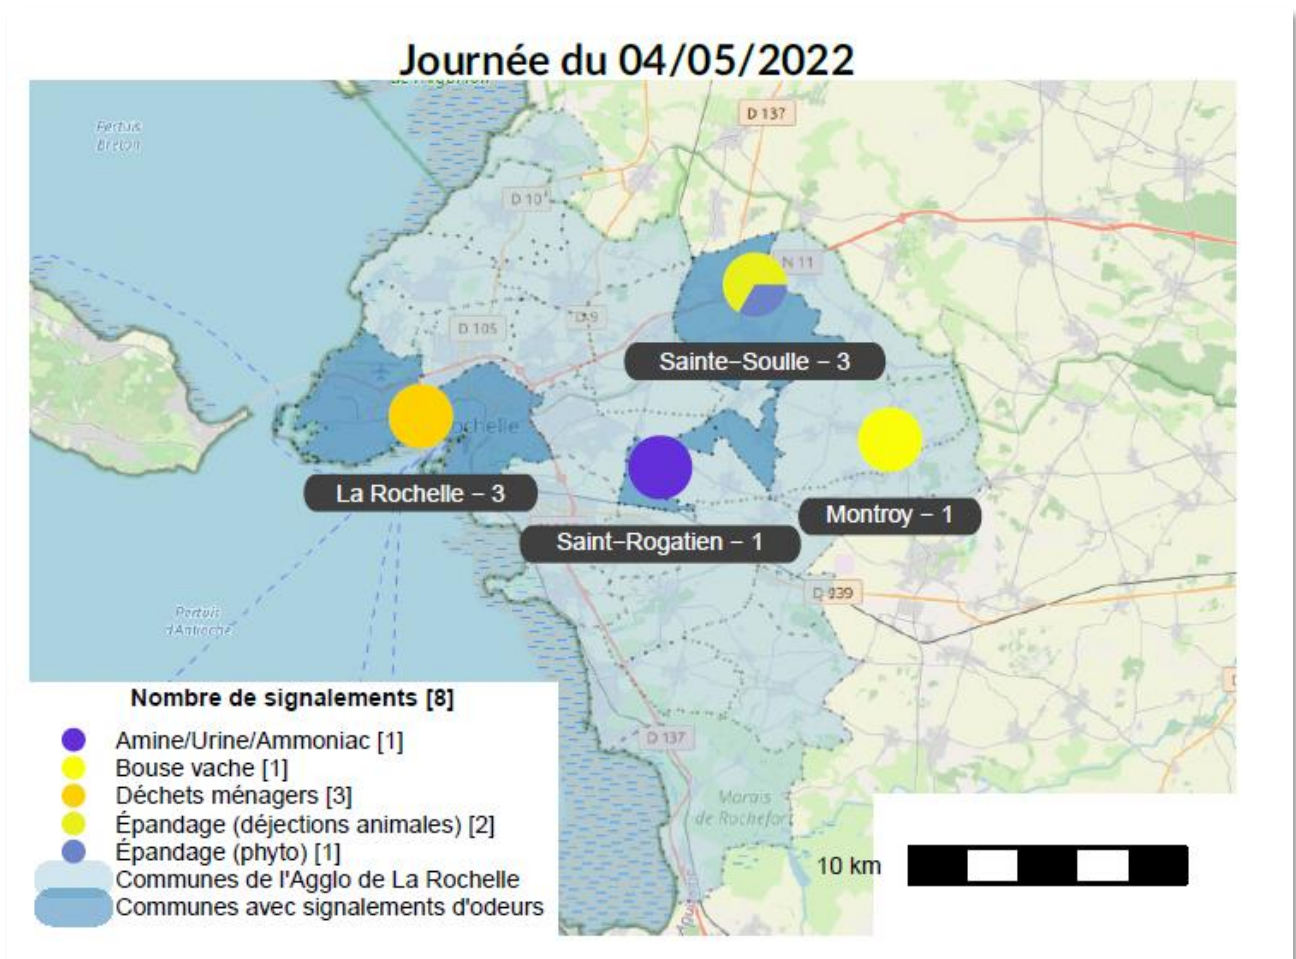 Journée du 04/05/2022
Pertuis
Breton
D 137
D 10
N 11
D 105
D 9
Sainte–Soulle – 3
ochelle
La Rochelle – 3
Montroy – 1
Saint–Rogatien – 1
D 939
Pertuis
d'Antioche
Nombre de signalements [8]
Amine/Urine/Ammoniac [1]
Bouse vache [1]
Déchets ménagers [3]
Épandage (déjections animales) [2]
Épandage (phyto) [1]
Communes de l'Agglo de La Rochelle
Communes avec signalements d'odeurs
D 137
Marais
de Rochefort
10 km